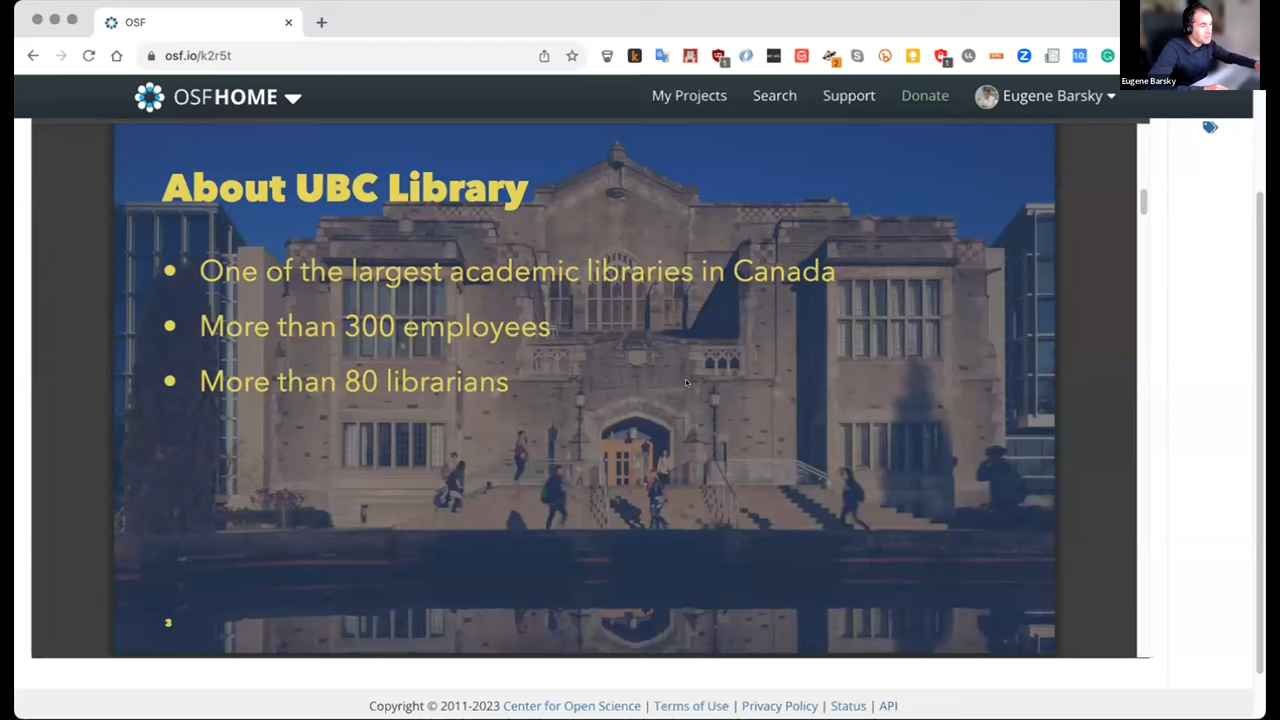 OSF
osf.io/k2r5t
Eugene Barsky
OSFHOME
My Projects
Search
Support
Donate
Eugene Barsky
About UBC Library
• One of the largest academic libraries in Canada
• More than 300 employees
• More than 80 librarians
3
Copyright © 2011-2023 Center for Open Science | Terms of Use | Privacy Policy | Status | API